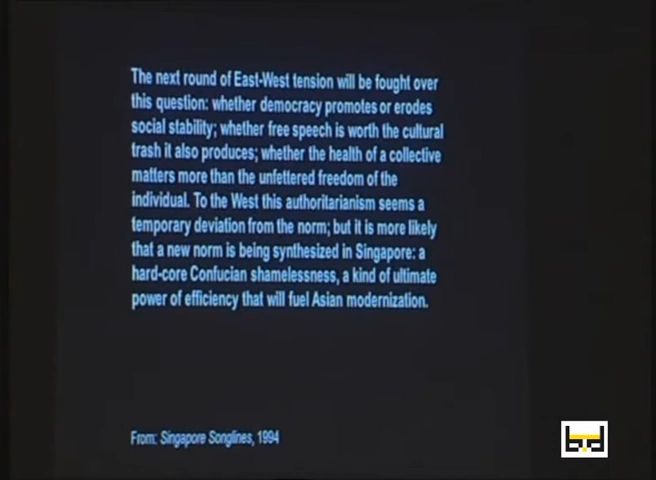 The next round of East-West tension will be fought over
this question: whether democracy promotes or erodes
social stability; whether free speech is worth the cultural
trash it also produces; whether the health of a collective
matters more than the unfettered freedom of the
individual. To the West this authoritarianism seems a
temporary deviation from the norm; but it is more likely
that a new norm is being synthesized in Singapore: a
hard-core Confucian shamelessness, a kind of ultimate
power of efficiency that will fuel Asian modernization.
From: Singapore Songlines, 1994